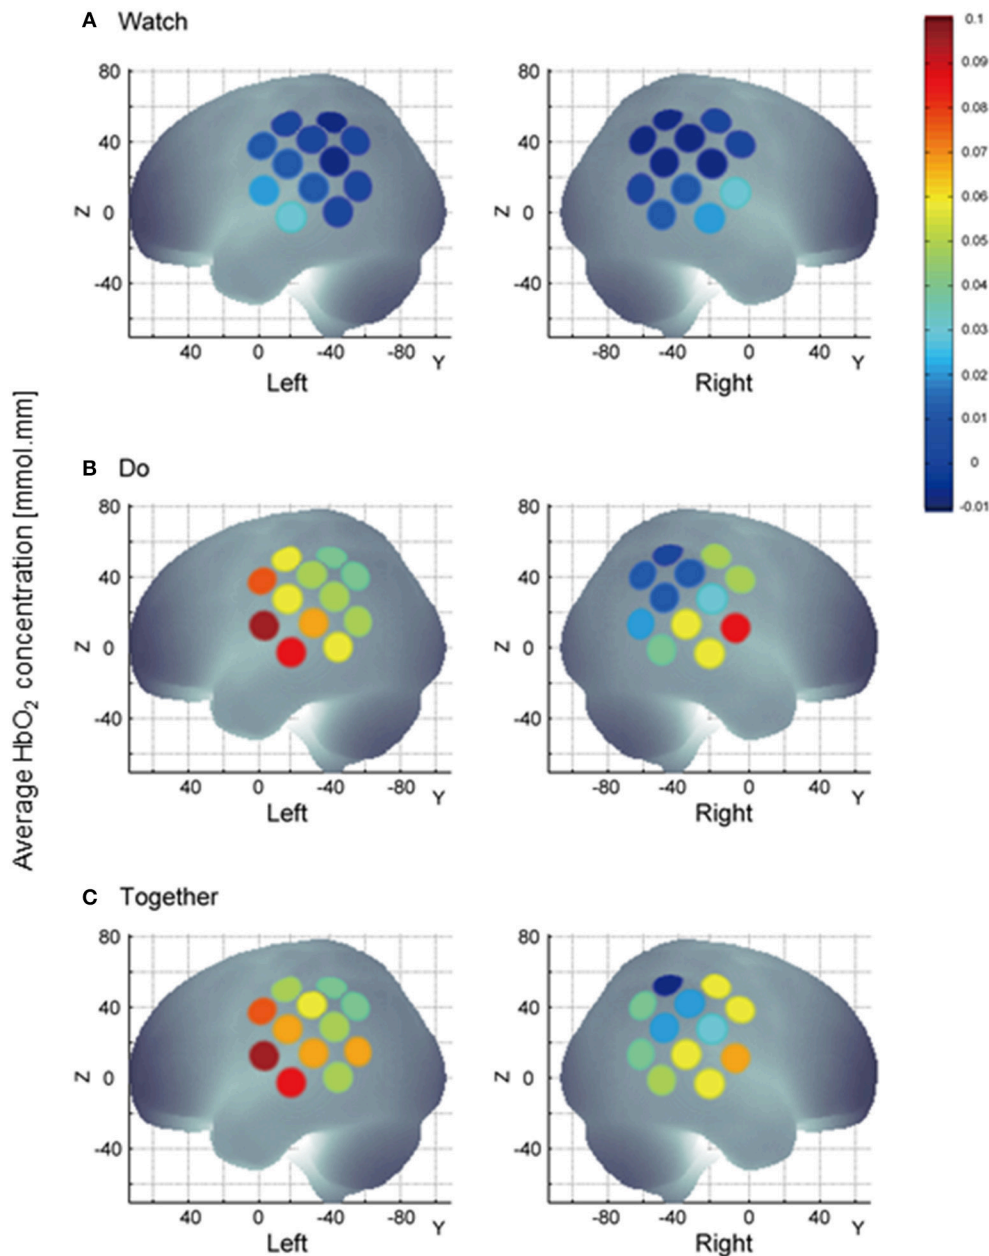 A Watch
80
40
Z 0
-40
40 0 -40 -80 Y
Left
80
40
Z 0
-40
-80 -40 0 40 Y
Right
0.1
0.09
0.08
0.07
0.06
0.05
0.04
0.03
0.02
0.01
0
-0.01
Average HbO₂ concentration [mmol.mm]
B Do
80
40
Z 0
-40
40 0 -40 -80 Y
Left
80
40
Z 0
-40
-80 -40 0 40 Y
Right
C Together
80
40
Z 0
-40
40 0 -40 -80 Y
Left
80
40
Z 0
-40
-80 -40 0 40 Y
Right